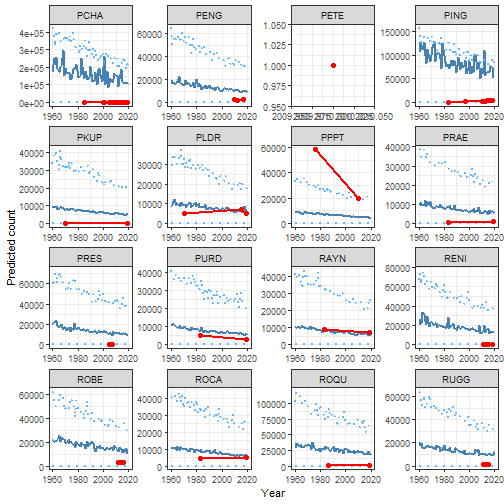 PCHA PENG PETE PING
4e+05 3e+05 2e+05 1e+05 0e+00
60000 40000 20000 0
1.050 1.025 1.000 0.975 0.950
150000 100000 50000 0
1960 1980 2000 2020 1960 1980 2000 2020 1960 1980 2000 2020
PKUP PLDR PPPT PRAE
40000 30000 20000 10000 0
30000 20000 10000 0
60000 40000 20000 0
40000 30000 20000 10000 0
1960 1980 2000 2020 1960 1980 2000 2020 1960 1980 2000 2020 1960 1980 2000 2020
Predicted count
PRES PURD RAYN RENI
60000 40000 20000 0
40000 30000 20000 10000 0
40000 30000 20000 10000 0
80000 60000 40000 20000 0
1960 1980 2000 2020 1960 1980 2000 2020 1960 1980 2000 2020 1960 1980 2000 2020
ROBE ROCA ROQU RUGG
60000 40000 20000 0
40000 30000 20000 10000 0
100000 50000 0
60000 40000 20000 0
1960 1980 2000 2020 1960 1980 2000 2020 1960 1980 2000 2020 1960 1980 2000 2020
Year